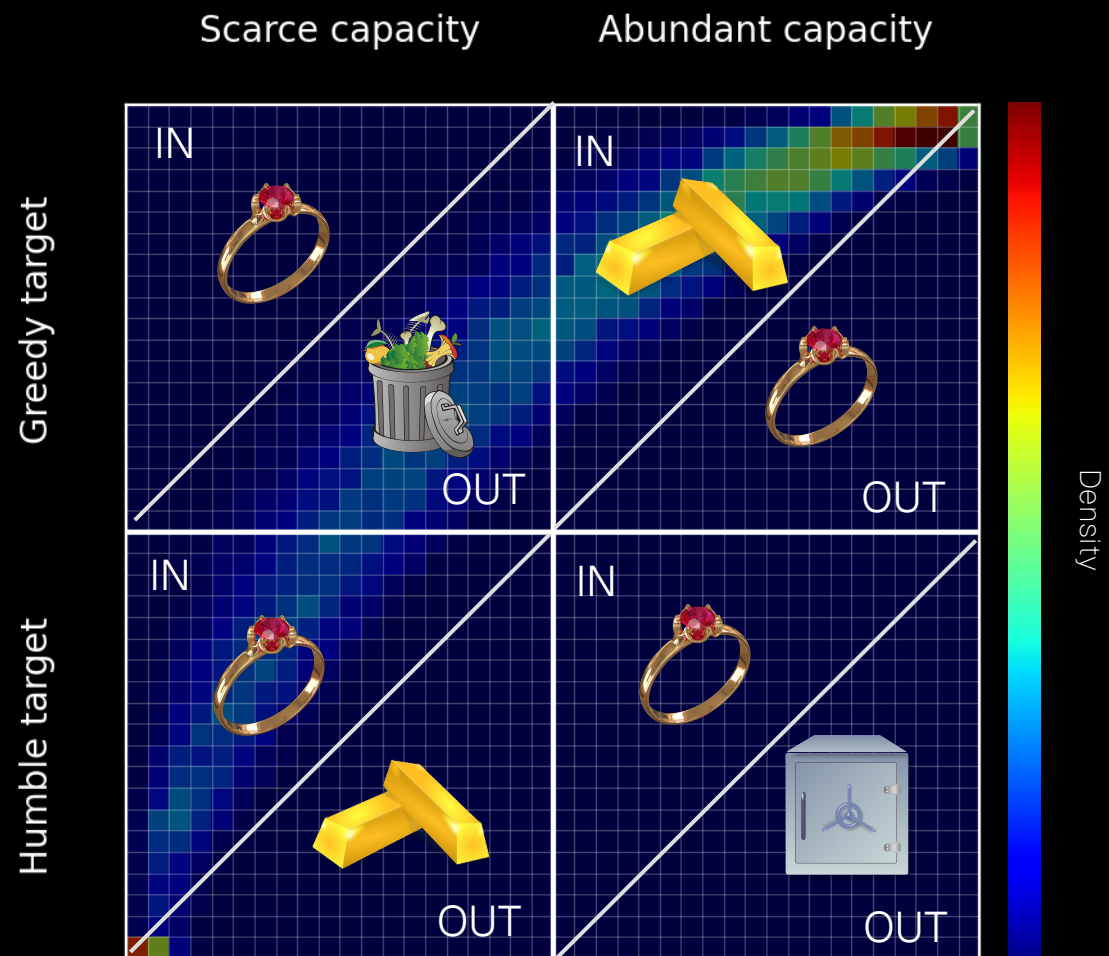 Scarce capacity
Abundant capacity
Greedy target
IN
OUT
IN
OUT
Humble target
IN
OUT
IN
OUT
Density